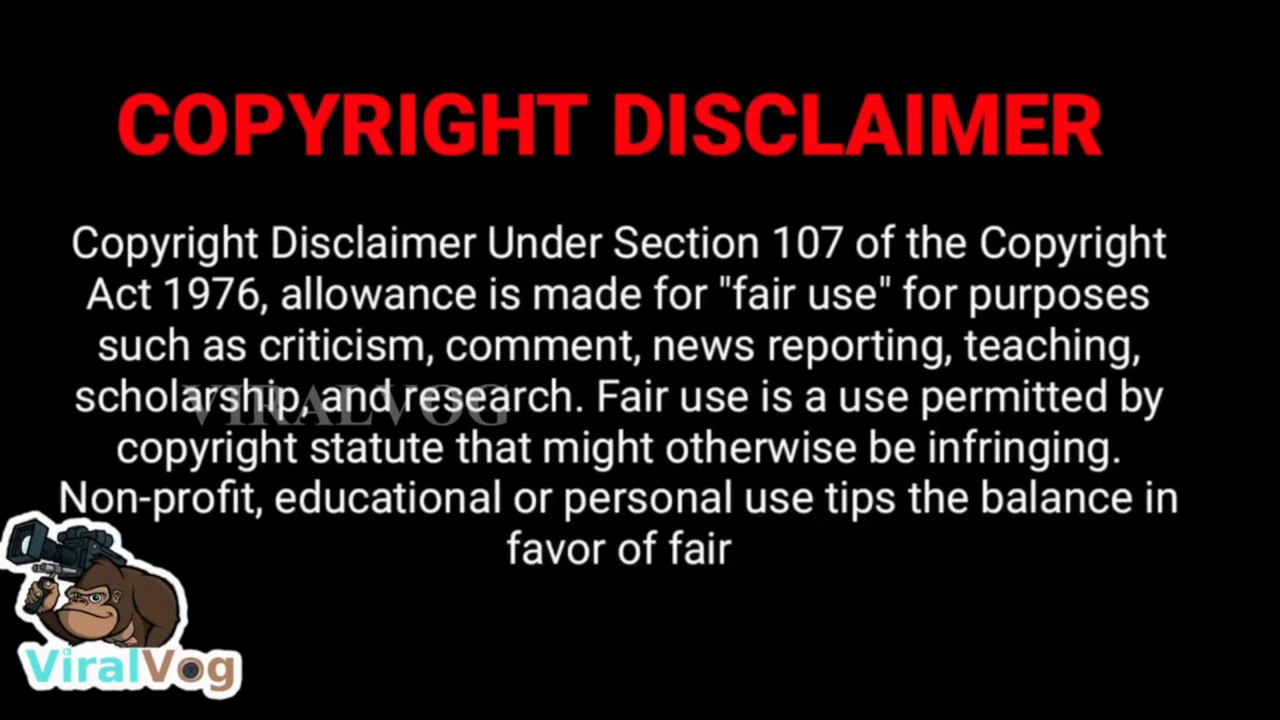 COPYRIGHT DISCLAIMER
Copyright Disclaimer Under Section 107 of the Copyright
Act 1976, allowance is made for "fair use" for purposes
such as criticism, comment, news reporting, teaching,
scholarship, and research. Fair use is a use permitted by
VIRALVOG
copyright statute that might otherwise be infringing.
Non-profit, educational or personal use tips the balance in
favor of fair
ViralVog